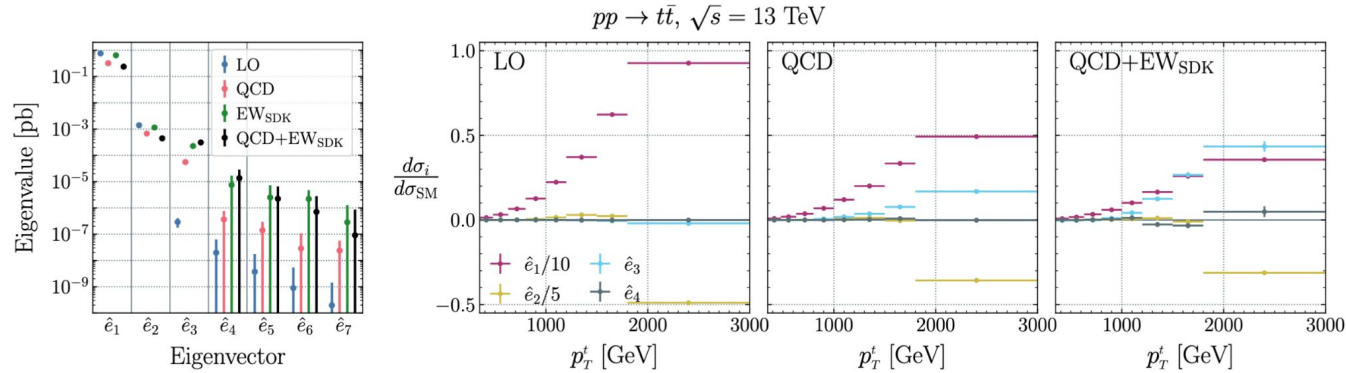 pp → tt̄, √s = 13 TeV
Eigenvalue [pb]
10⁻¹
10⁻³
10⁻⁵
10⁻⁷
10⁻⁹
LO
QCD
EW_SDK
QCD+EW_SDK
ê₁ ê₂ ê₃ ê₄ ê₅ ê₆ ê₇
Eigenvector
dσᵢ
dσ_SM
1.0
0.5
0.0
−0.5
LO
ê₁/10 ê₃
ê₂/5 ê₄
1000 2000 3000
p_T^t [GeV]
QCD
1000 2000 3000
p_T^t [GeV]
QCD+EW_SDK
1000 2000 3000
p_T^t [GeV]